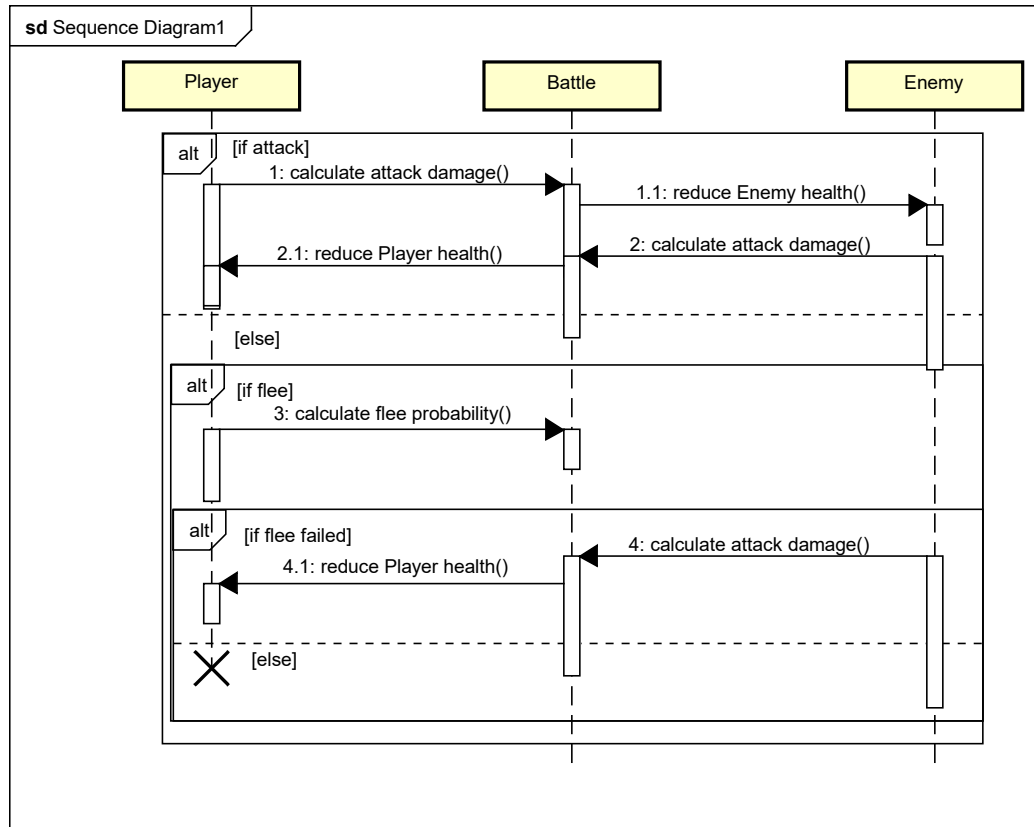 sd Sequence Diagram1
Player
Battle
Enemy
alt
[if attack]
1: calculate attack damage()
1.1: reduce Enemy health()
2: calculate attack damage()
2.1: reduce Player health()
[else]
alt
[if flee]
3: calculate flee probability()
alt
[if flee failed]
4: calculate attack damage()
4.1: reduce Player health()
[else]